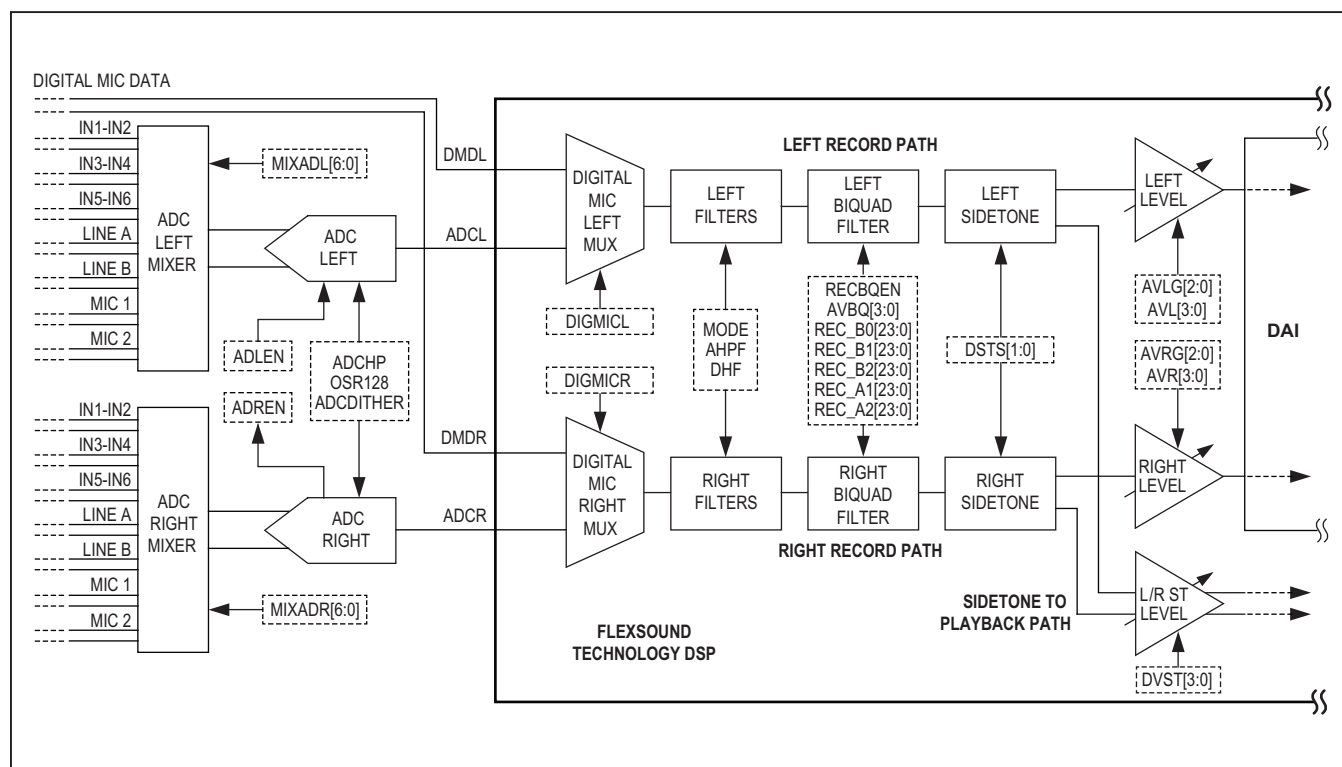 DIGITAL MIC DATA
IN1-IN2
IN3-IN4
IN5-IN6
LINE A
LINE B
MIC 1
MIC 2
ADC
LEFT
MIXER
MIXADL[6:0]
ADC
LEFT
ADLEN
ADCHP
OSR128
ADCDITHER
ADREN
IN1-IN2
IN3-IN4
IN5-IN6
LINE A
LINE B
MIC 1
MIC 2
ADC
RIGHT
MIXER
MIXADR[6:0]
ADC
RIGHT
DMDL
ADCL
DMDR
ADCR
DIGITAL
MIC
LEFT
MUX
DIGMICL
DIGMICR
DIGITAL
MIC
RIGHT
MUX
LEFT RECORD PATH
LEFT
FILTERS
LEFT
BIQUAD
FILTER
LEFT
SIDETONE
LEFT
LEVEL
MODE
AHPF
DHF
RECBQEN
AVBQ[3:0]
REC_B0[23:0]
REC_B1[23:0]
REC_B2[23:0]
REC_A1[23:0]
REC_A2[23:0]
DSTS[1:0]
AVLG[2:0]
AVL[3:0]
AVRG[2:0]
AVR[3:0]
DAI
RIGHT
FILTERS
RIGHT
BIQUAD
FILTER
RIGHT
SIDETONE
RIGHT
LEVEL
RIGHT RECORD PATH
SIDETONE TO
PLAYBACK PATH
L/R ST
LEVEL
DVST[3:0]
FLEXSOUND
TECHNOLOGY DSP